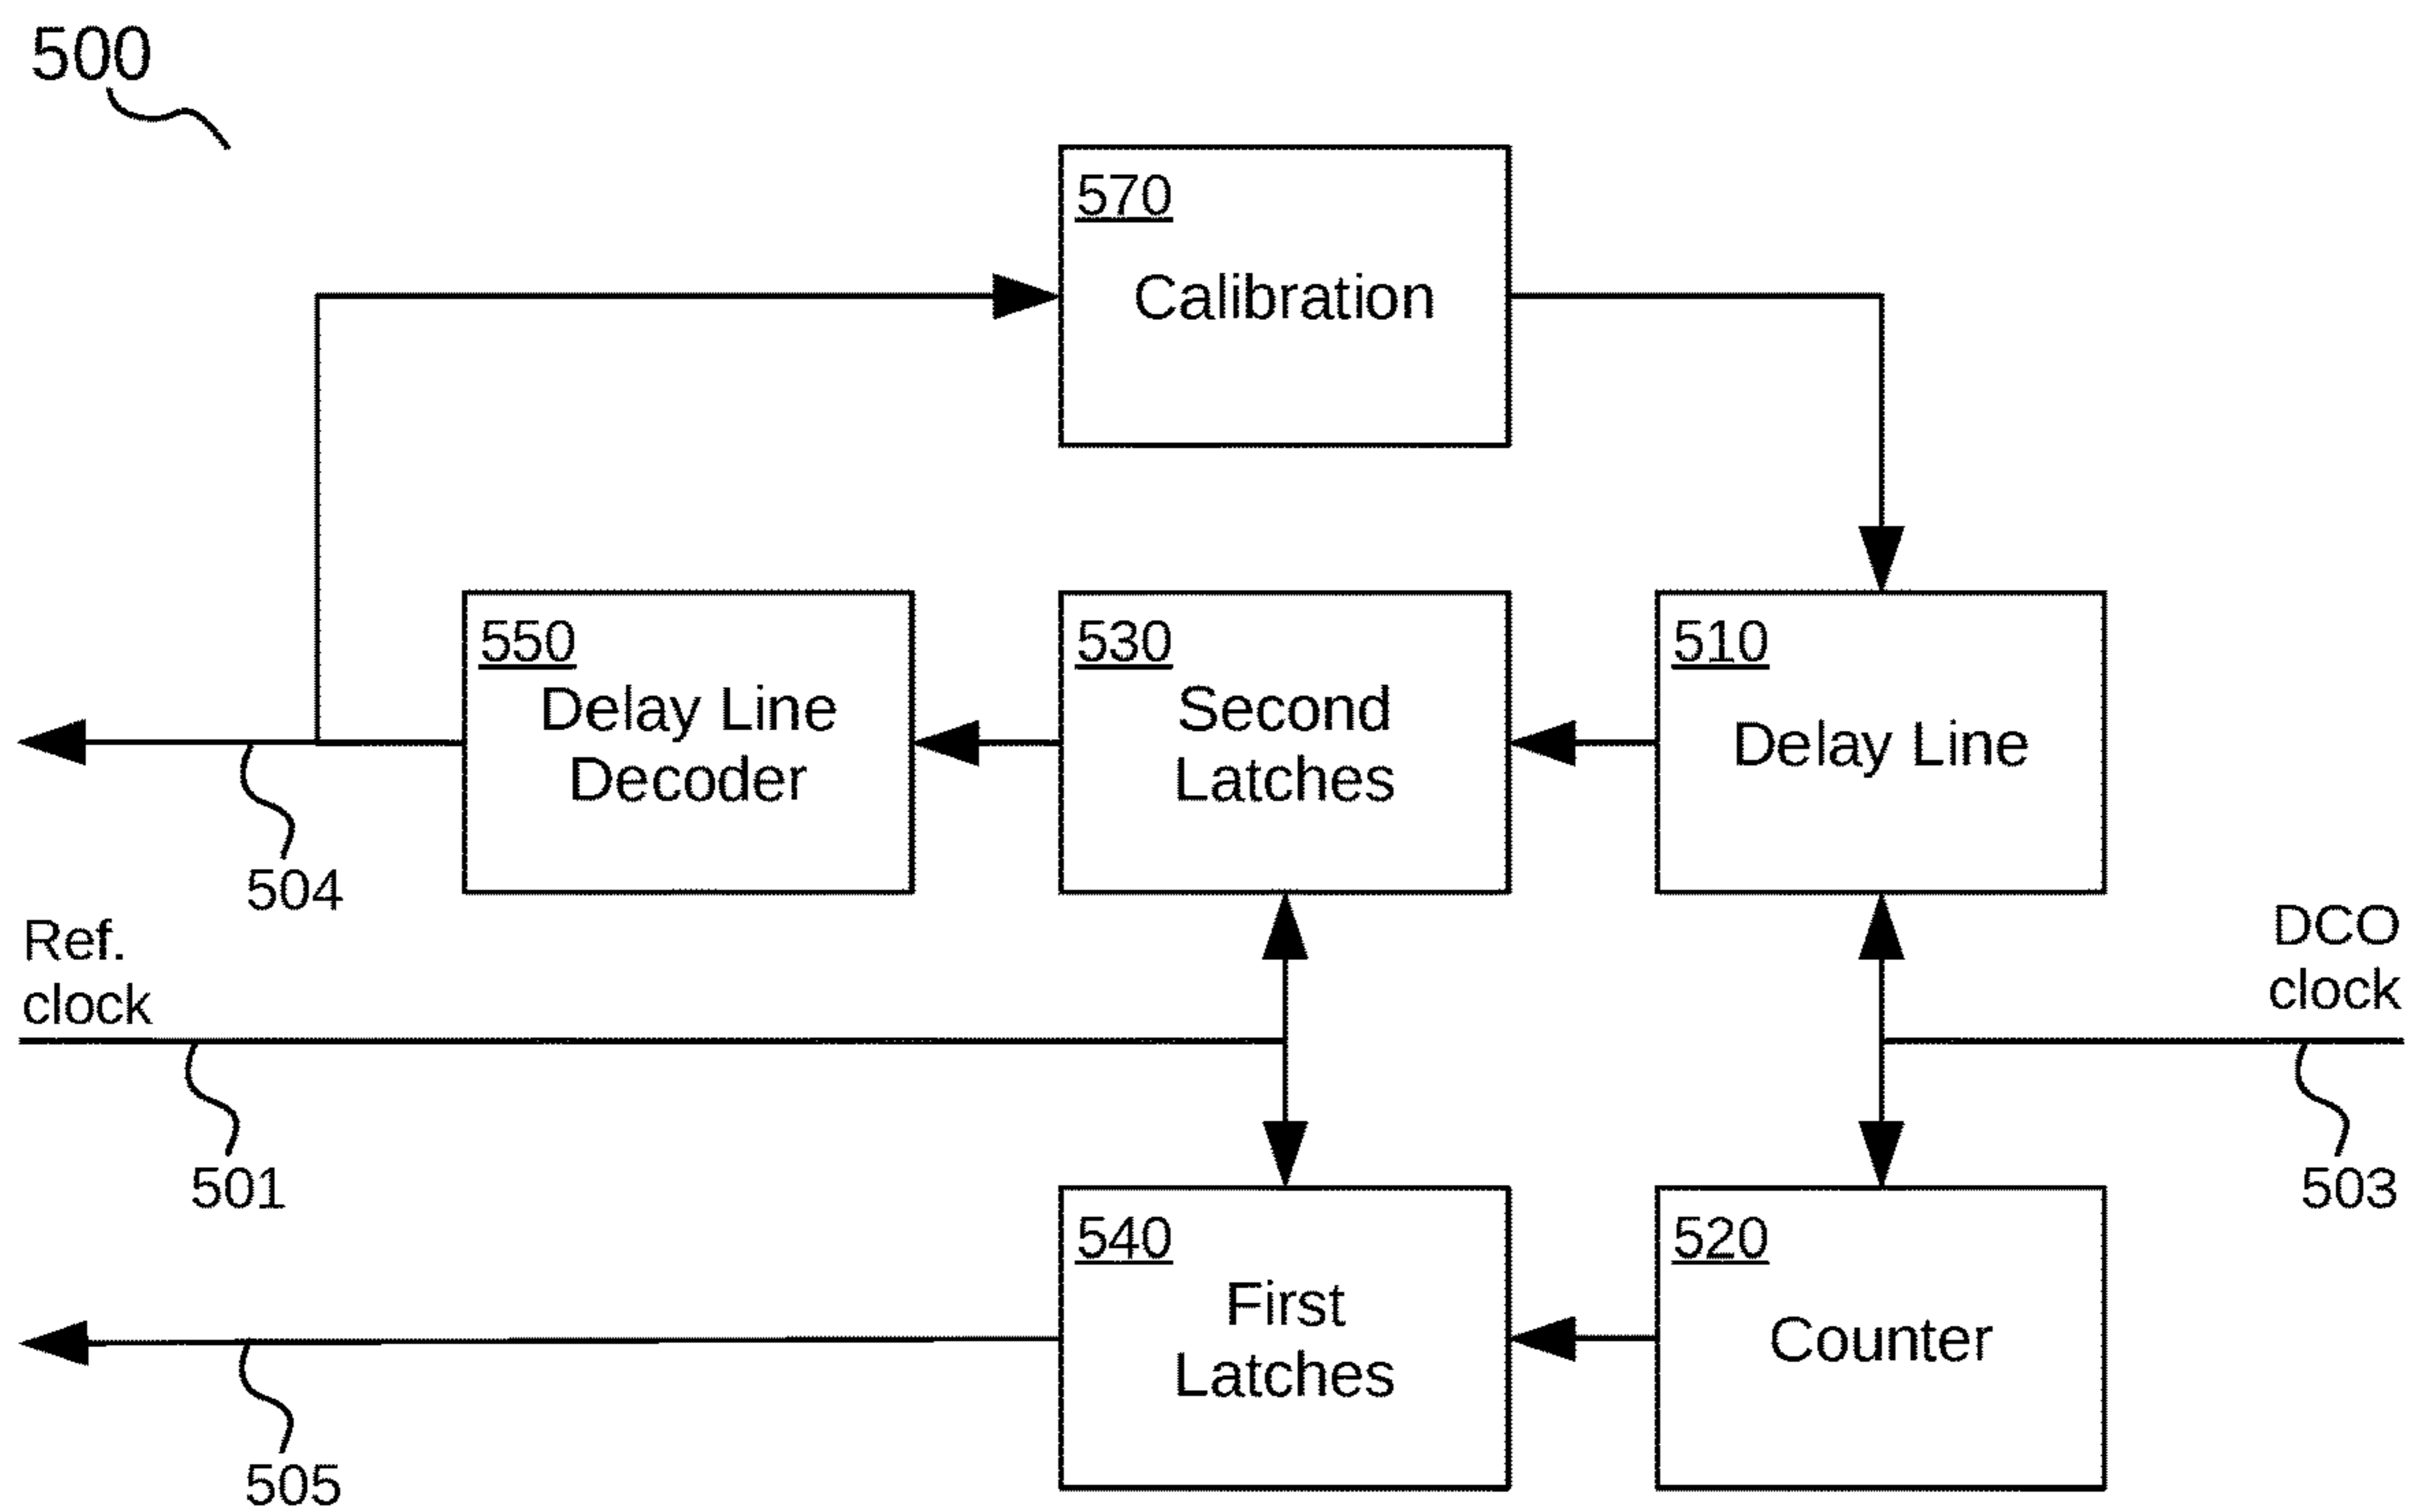 500
570
Calibration
550
Delay Line
Decoder
530
Second
Latches
510
Delay Line
504
Ref.
clock
DCO
clock
501
503
540
First
Latches
520
Counter
505